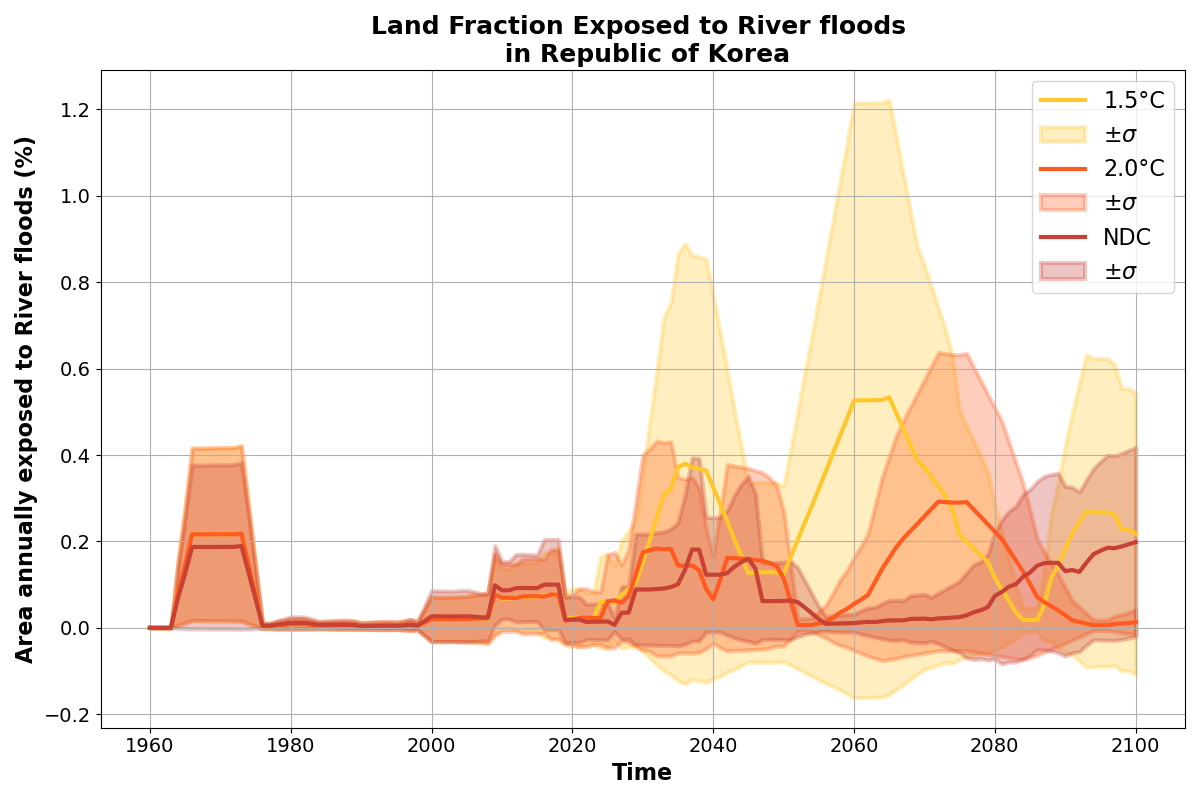 Land Fraction Exposed to River floods
in Republic of Korea
Area annually exposed to River floods (%)
1.2
1.0
0.8
0.6
0.4
0.2
0.0
−0.2
1960
1980
2000
2020
2040
2060
2080
2100
Time
1.5°C
±σ
2.0°C
±σ
NDC
±σ